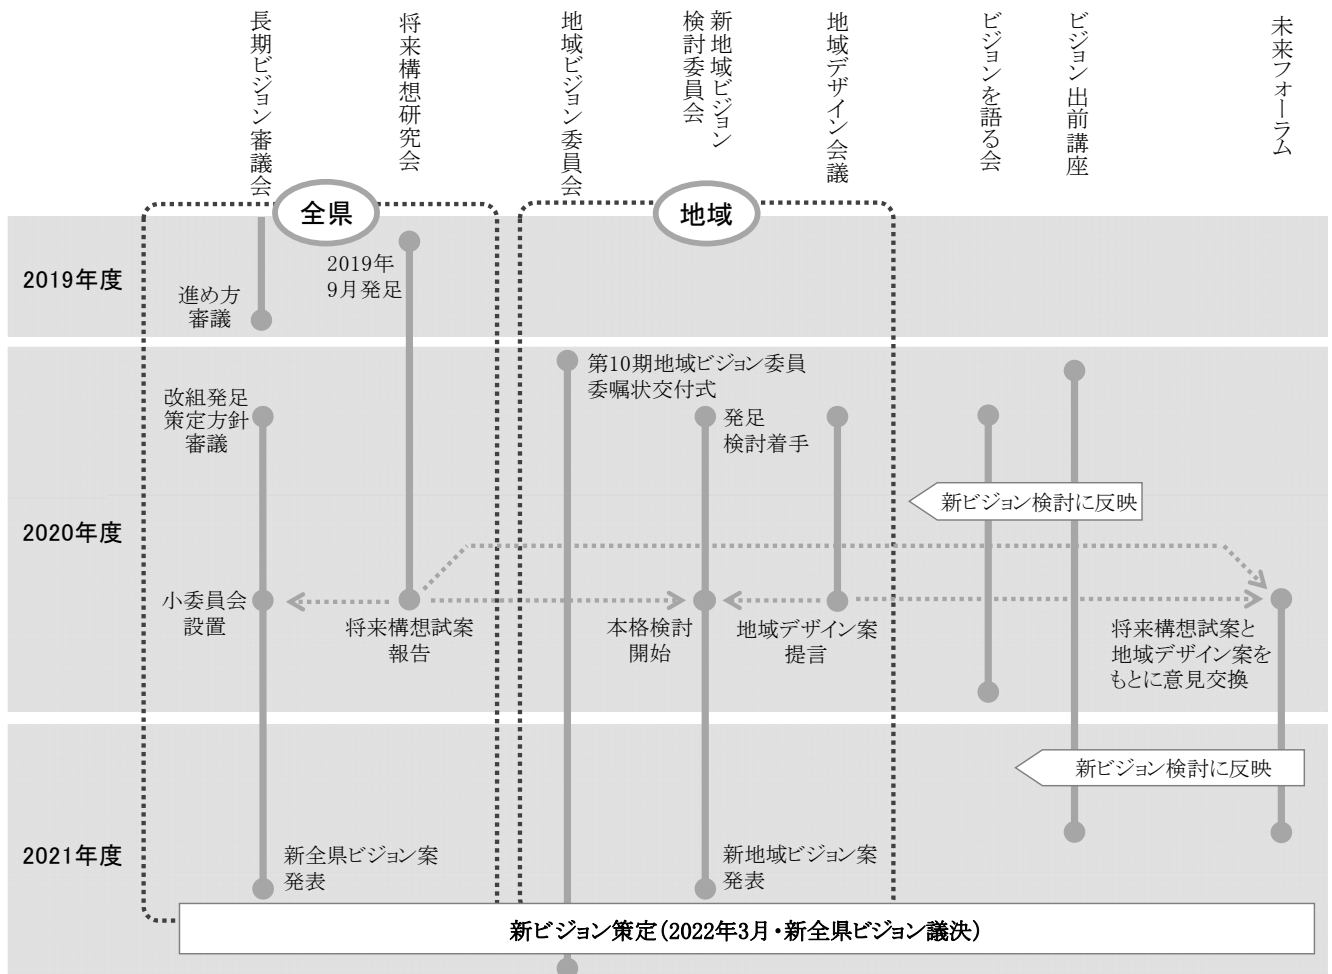 長期ビジョン審議会
将来構想研究会
地域ビジョン委員会
新地域ビジョン
検討委員会
地域デザイン会議
ビジョンを語る会
ビジョン出前講座
未来フォーラム
全県
地域
2019年度
2019年
9月発足
進め方
審議
第10期地域ビジョン委員
委嘱状交付式
改組発足
策定方針
審議
発足
検討着手
新ビジョン検討に反映
2020年度
小委員会
設置
将来構想試案
報告
本格検討
開始
地域デザイン案
提言
将来構想試案と
地域デザイン案を
もとに意見交換
新ビジョン検討に反映
2021年度
新全県ビジョン案
発表
新地域ビジョン案
発表
新ビジョン策定(2022年3月・新全県ビジョン議決)